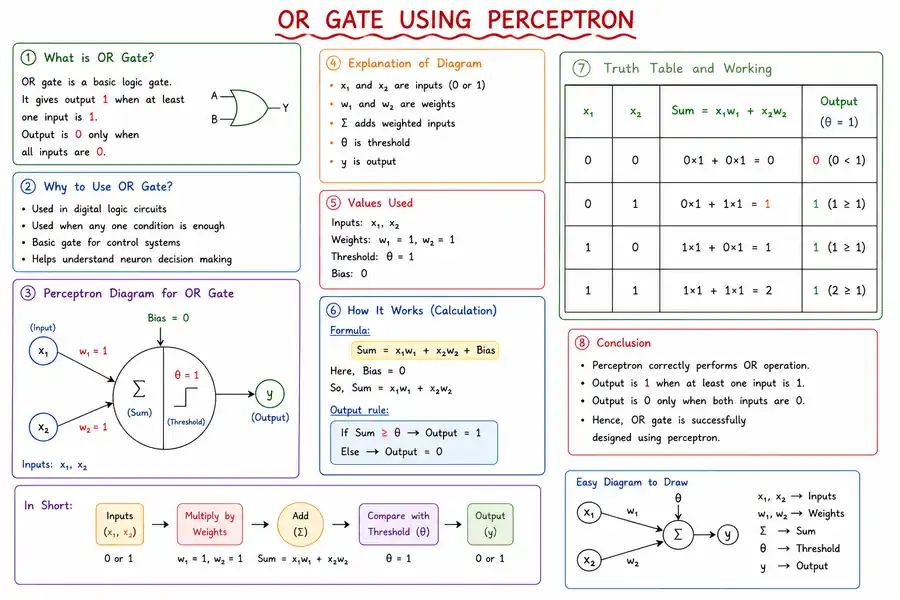 OR GATE USING PERCEPTRON
1 What is OR Gate?
OR gate is a basic logic gate.
It gives output 1 when at least
one input is 1.
Output is 0 only when
all inputs are 0.
A
B
Y
2 Why to Use OR Gate?
• Used in digital logic circuits
• Used when any one condition is enough
• Basic gate for control systems
• Helps understand neuron decision making
3 Perceptron Diagram for OR Gate
Bias = 0
(Input)
x₁
w₁ = 1
θ = 1
Σ
(Sum)
(Threshold)
y
(Output)
x₂
w₂ = 1
Inputs: x₁, x₂
4 Explanation of Diagram
• x₁ and x₂ are inputs (0 or 1)
• w₁ and w₂ are weights
• Σ adds weighted inputs
• θ is threshold
• y is output
5 Values Used
Inputs: x₁, x₂
Weights: w₁ = 1, w₂ = 1
Threshold: θ = 1
Bias: 0
6 How It Works (Calculation)
Formula:
Sum = x₁w₁ + x₂w₂ + Bias
Here, Bias = 0
So, Sum = x₁w₁ + x₂w₂
Output rule:
If Sum ≥ θ → Output = 1
Else → Output = 0
7 Truth Table and Working
x₁ x₂ Sum = x₁w₁ + x₂w₂ Output
(θ = 1)
0 0 0×1 + 0×1 = 0 0 (0 < 1)
0 1 0×1 + 1×1 = 1 1 (1 ≥ 1)
1 0 1×1 + 0×1 = 1 1 (1 ≥ 1)
1 1 1×1 + 1×1 = 2 1 (2 ≥ 1)
8 Conclusion
• Perceptron correctly performs OR operation.
• Output is 1 when at least one input is 1.
• Output is 0 only when both inputs are 0.
• Hence, OR gate is successfully
designed using perceptron.
In Short:
Inputs
(x₁, x₂)
0 or 1
Multiply by
Weights
w₁ = 1, w₂ = 1
Add
(Σ)
Sum = x₁w₁ + x₂w₂
Compare with
Threshold (θ)
θ = 1
Output
(y)
0 or 1
Easy Diagram to Draw
θ
x₁
w₁
Σ
y
x₂
w₂
x₁, x₂ → Inputs
w₁, w₂ → Weights
Σ → Sum
θ → Threshold
y → Output